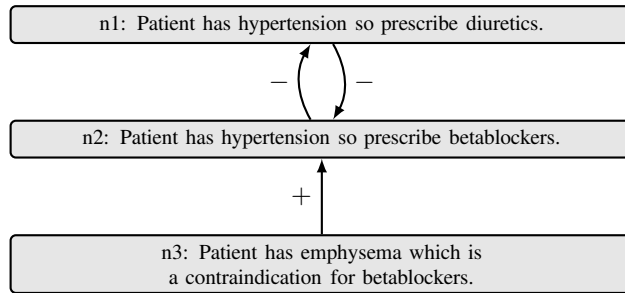 n1: Patient has hypertension so prescribe diuretics.
− −
n2: Patient has hypertension so prescribe betablockers.
+
n3: Patient has emphysema which is
a contraindication for betablockers.